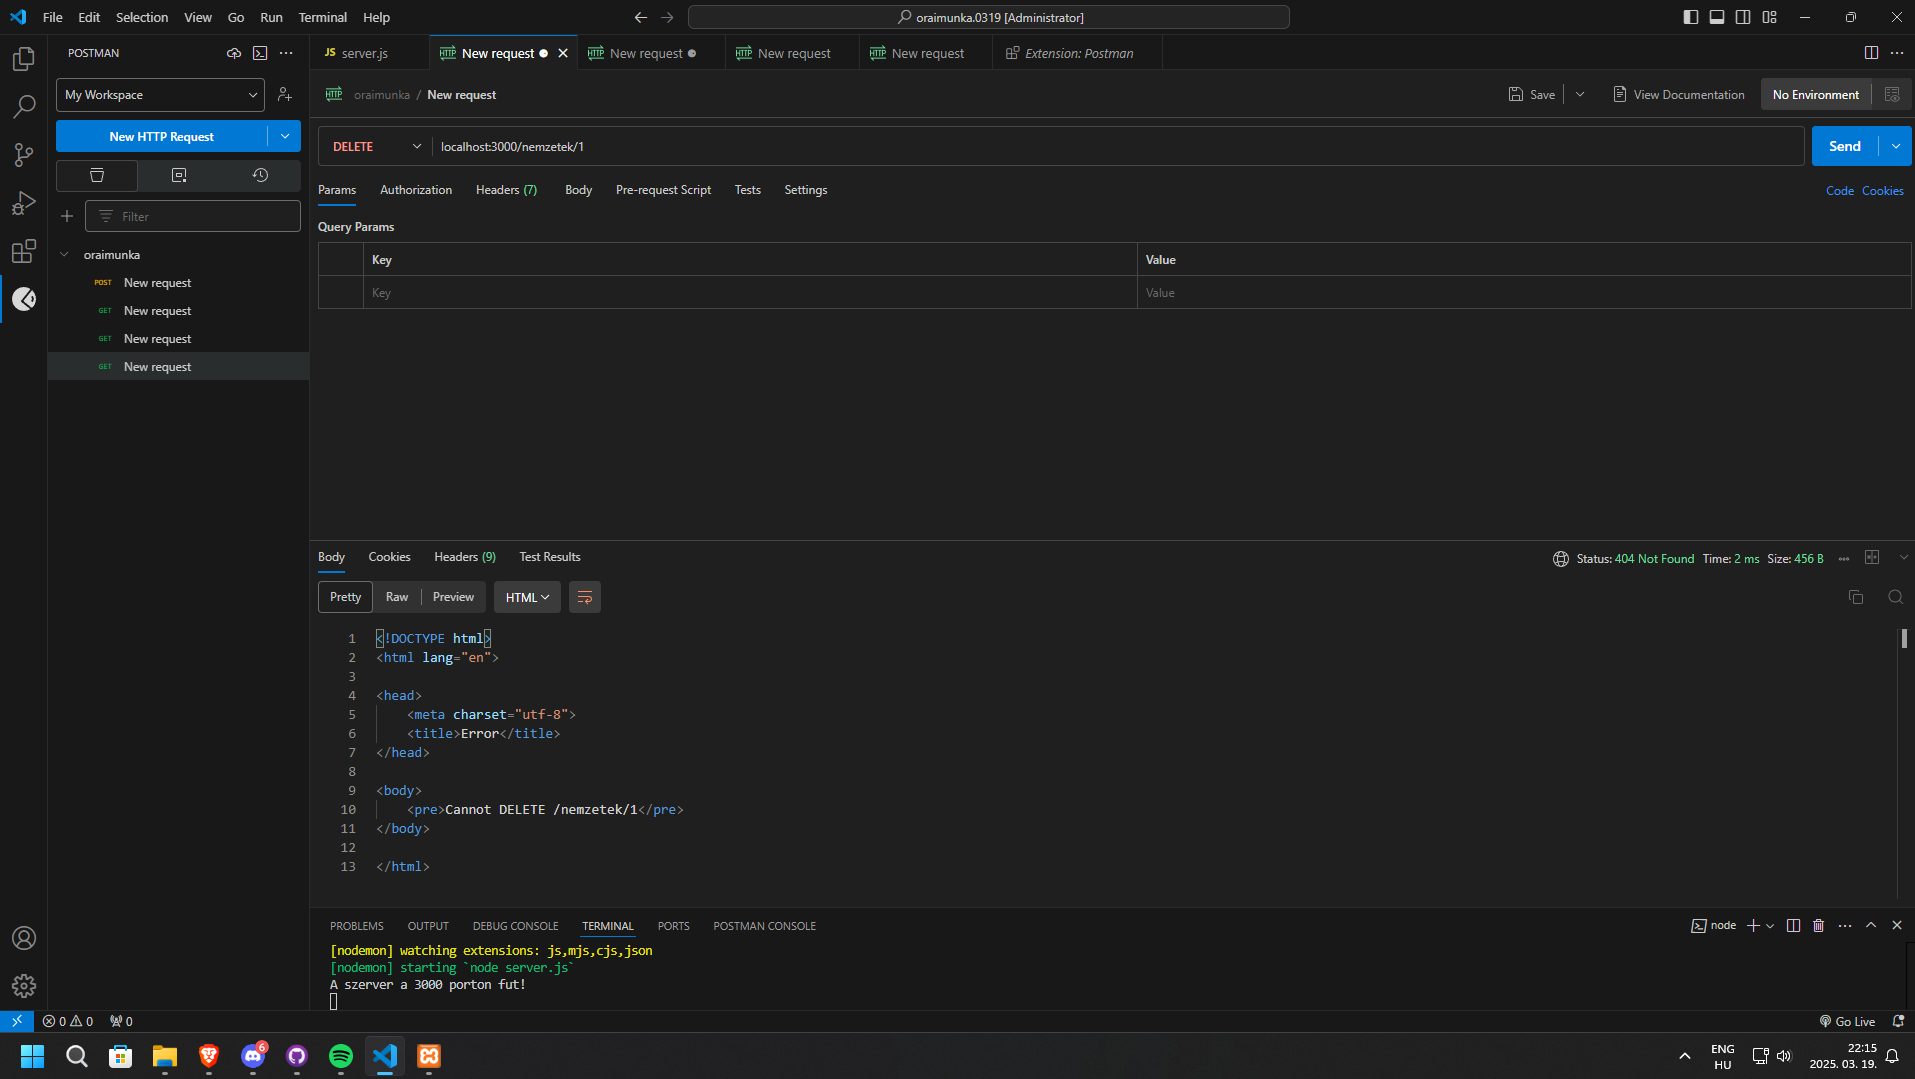 File Edit Selection View Go Run Terminal Help
oraimunka.0319 [Administrator]
POSTMAN
JS server.js
HTTP New request
HTTP New request
HTTP New request
HTTP New request
Extension: Postman
My Workspace
HTTP oraimunka / New request
Save
View Documentation
No Environment
New HTTP Request
DELETE
localhost:3000/nemzetek/1
Send
Params Authorization Headers (7) Body Pre-request Script Tests Settings
Code Cookies
Filter
Query Params
oraimunka
Key Value
POST New request
Key Value
GET New request
GET New request
GET New request
Body Cookies Headers (9) Test Results
Status: 404 Not Found Time: 2 ms Size: 456 B
Pretty Raw Preview HTML
1 <!DOCTYPE html>
2 <html lang="en">
3
4 <head>
5 <meta charset="utf-8">
6 <title>Error</title>
7 </head>
8
9 <body>
10 <pre>Cannot DELETE /nemzetek/1</pre>
11 </body>
12
13 </html>
PROBLEMS OUTPUT DEBUG CONSOLE TERMINAL PORTS POSTMAN CONSOLE
node
[nodemon] watching extensions: js,mjs,cjs,json
[nodemon] starting `node server.js`
A szerver a 3000 porton fut!
0 0 0
Go Live
6
ENG
HU
22:15
2025. 03. 19.